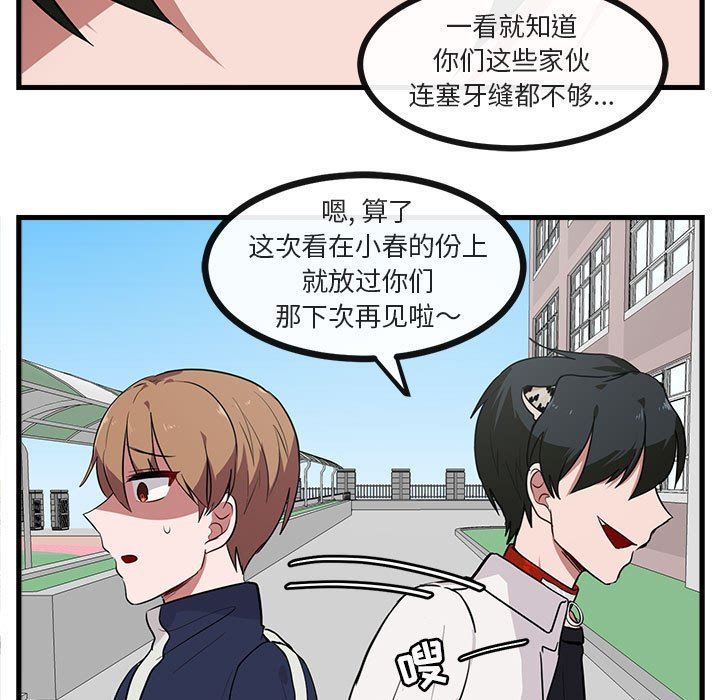 一看就知道
你们这些家伙
连塞牙缝都不够...
嗯, 算了
这次看在小春的份上
就放过你们
那下次再见啦～
嗖